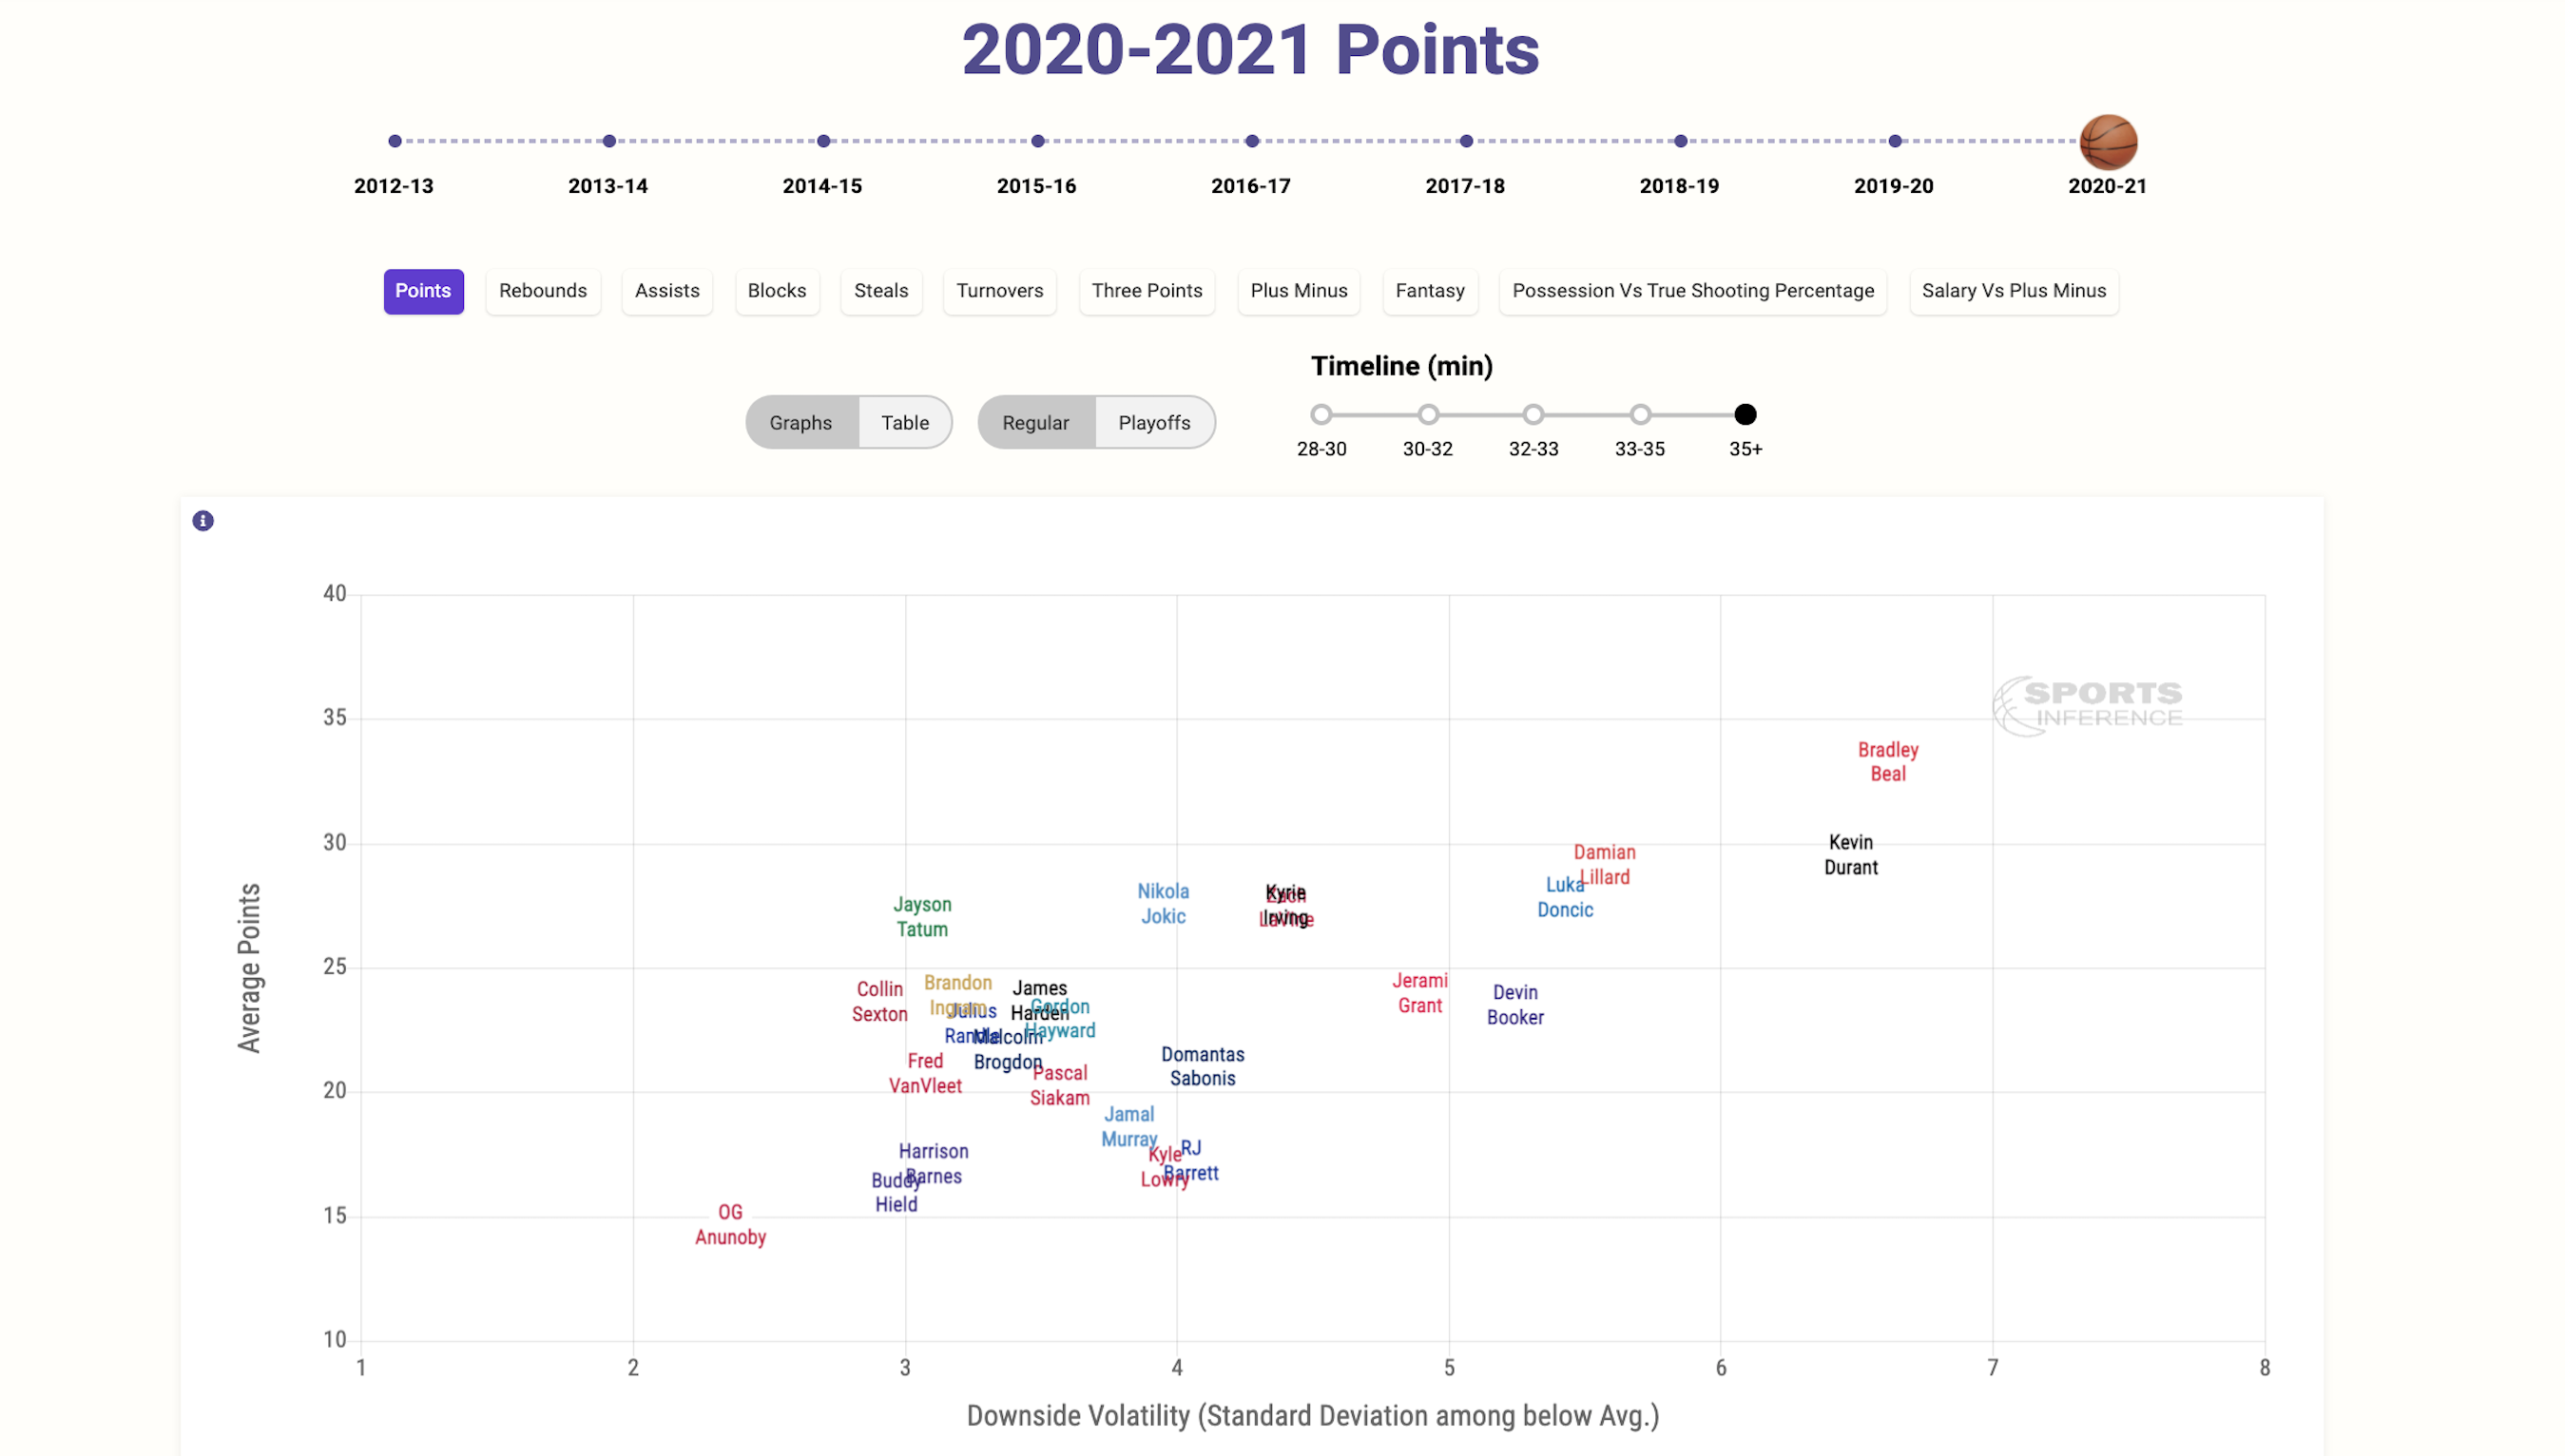 2020-2021 Points
2012-13 2013-14 2014-15 2015-16 2016-17 2017-18 2018-19 2019-20 2020-21
Points Rebounds Assists Blocks Steals Turnovers Three Points Plus Minus Fantasy Possession Vs True Shooting Percentage Salary Vs Plus Minus
Timeline (min)
Graphs Table Regular Playoffs
28-30 30-32 32-33 33-35 35+
i
40
35
30
25
20
15
10
Average Points
SPORTS
INFERENCE
Bradley
Beal
Kevin
Durant
Damian
Lillard
Luka
Doncic
Nikola
Jokic
Kyrie
Irving
Zach
LaVine
Jayson
Tatum
Jerami
Grant
Devin
Booker
Collin
Sexton
Brandon
Ingram
James
Harden
Gordon
Hayward
Julius
Randle
Malcolm
Brogdon
Fred
VanVleet
Pascal
Siakam
Domantas
Sabonis
Jamal
Murray
RJ
Barrett
Kyle
Lowry
Harrison
Barnes
Buddy
Hield
OG
Anunoby
1 2 3 4 5 6 7 8
Downside Volatility (Standard Deviation among below Avg.)